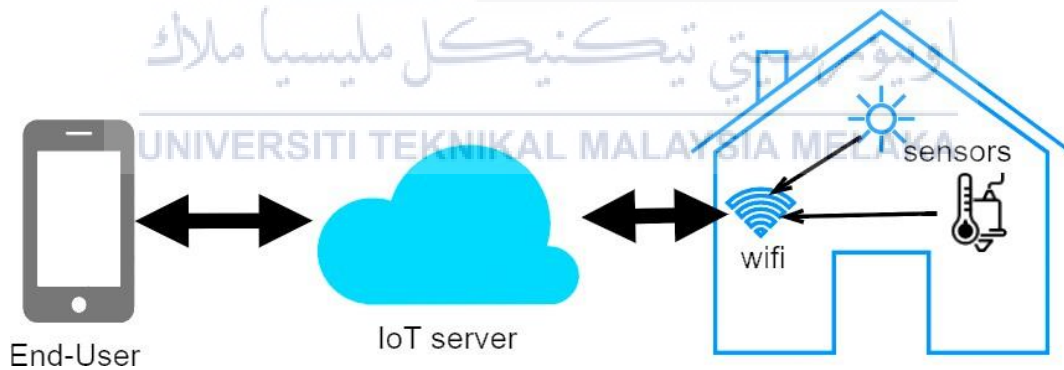 اونيۏرسيتي تيكنيكل مليسيا ملاك
UNIVERSITI TEKNIKAL MALAYSIA MELAKA
sensors
wifi
IoT server
End-User